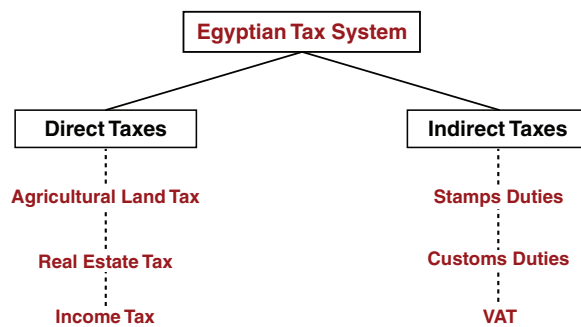 Egyptian Tax System
Direct Taxes
Indirect Taxes
Agricultural Land Tax
Stamps Duties
Real Estate Tax
Customs Duties
Income Tax
VAT